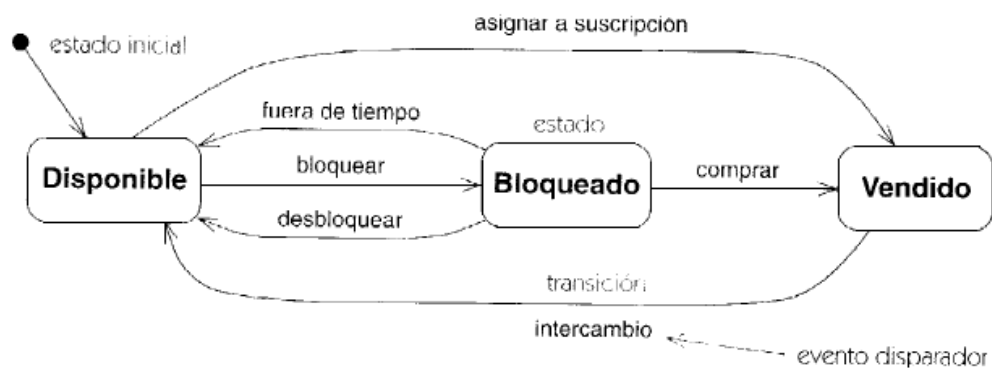 asignar a suscripción
estado inicial
fuera de tiempo
estado
Disponible
bloquear
Bloqueado
comprar
Vendido
desbloquear
transición
intercambio
evento disparador